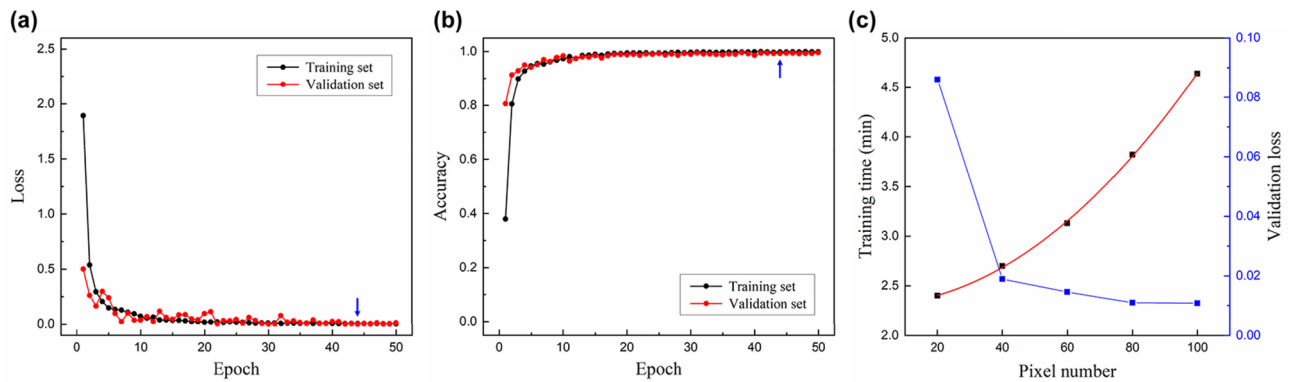 (a)
2.5
2.0
1.5
1.0
0.5
0.0
Loss
Training set
Validation set
0 10 20 30 40 50
Epoch
(b)
1.0
0.8
0.6
0.4
0.2
0.0
Accuracy
Training set
Validation set
0 10 20 30 40 50
Epoch
(c)
5.0
4.5
4.0
3.5
3.0
2.5
2.0
Training time (min)
0.10
0.08
0.06
0.04
0.02
0.00
Validation loss
20 40 60 80 100
Pixel number